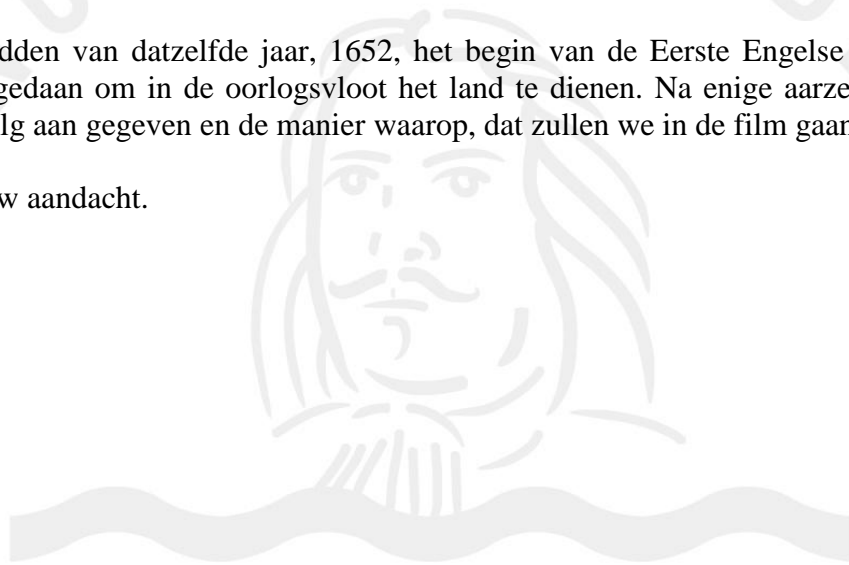 dden van datzelfde jaar, 1652, het begin van de Eerste Engelse
gedaan om in de oorlogsvloot het land te dienen. Na enige aarze
lg aan gegeven en de manier waarop, dat zullen we in de film gaan
w aandacht.